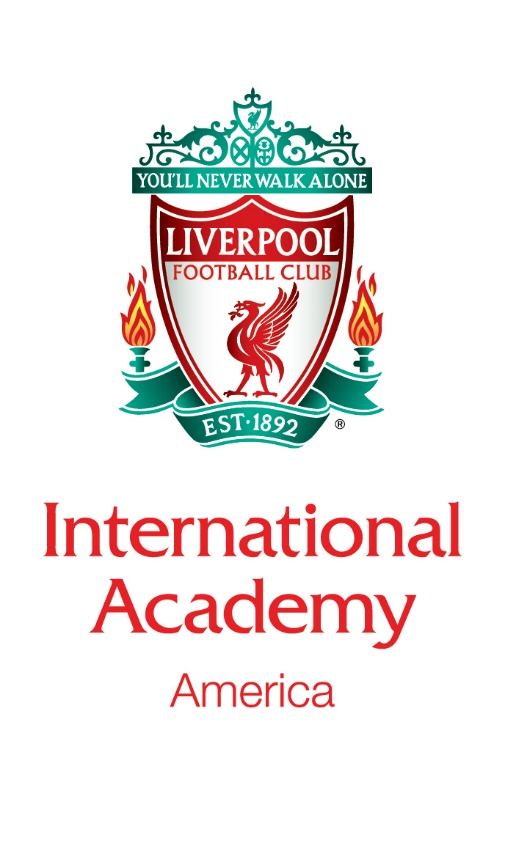 YOU'LL NEVER WALK ALONE
LIVERPOOL
FOOTBALL CLUB
EST·1892 ®
International
Academy
America